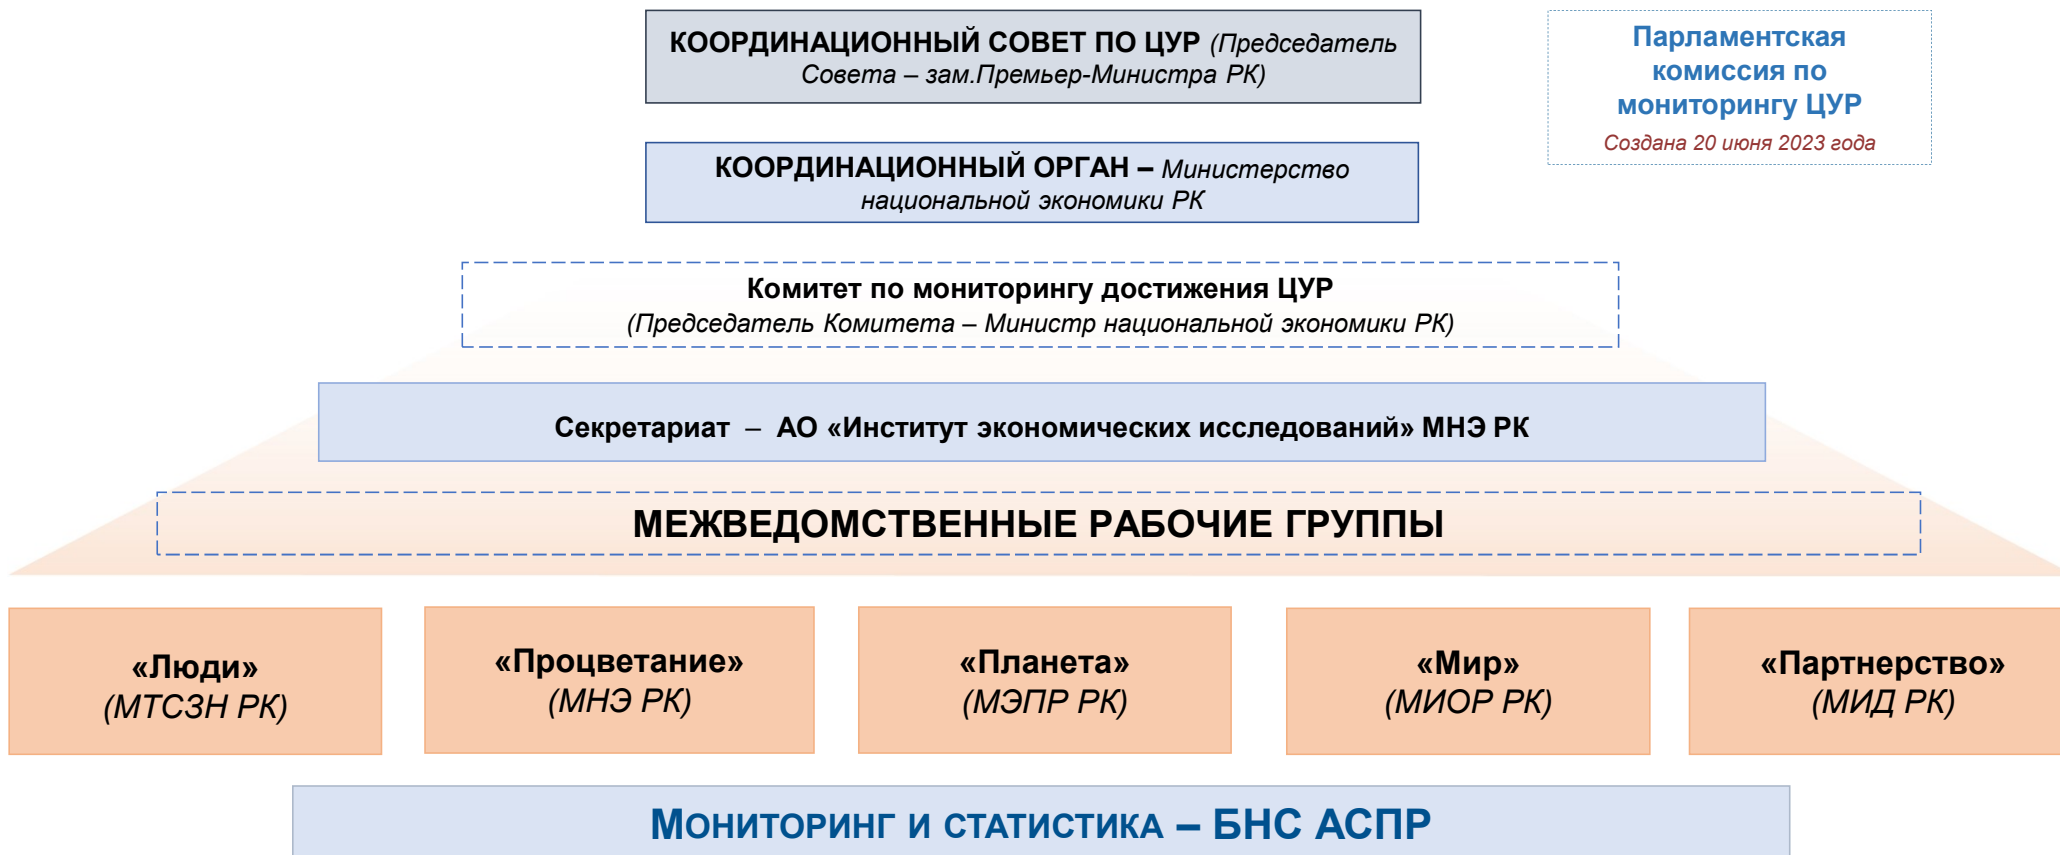 КООРДИНАЦИОННЫЙ СОВЕТ ПО ЦУР (Председатель
Совета – зам.Премьер-Министра РК)
Парламентская
комиссия по
мониторингу ЦУР
Создана 20 июня 2023 года
КООРДИНАЦИОННЫЙ ОРГАН – Министерство
национальной экономики РК
Комитет по мониторингу достижения ЦУР
(Председатель Комитета – Министр национальной экономики РК)
Секретариат – АО «Институт экономических исследований» МНЭ РК
МЕЖВЕДОМСТВЕННЫЕ РАБОЧИЕ ГРУППЫ
«Люди»
(МТСЗН РК)
«Процветание»
(МНЭ РК)
«Планета»
(МЭПР РК)
«Мир»
(МИОР РК)
«Партнерство»
(МИД РК)
МОНИТОРИНГ И СТАТИСТИКА – БНС АСПР